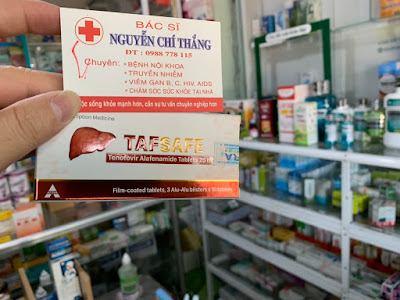 BÁC SĨ
NGUYỄN CHÍ THẮNG
ĐT : 0988 778 115
Chuyên:
• BỆNH NỘI KHOA
• TRUYỀN NHIỄM
• VIÊM GAN B, C, HIV, AIDS
• CHĂM SÓC SỨC KHỎE TẠI NHÀ
sống khỏe mạnh hơn, cần sự tư vấn chuyên nghiệp hơn
Medicine
TAFSAFE
Tenofovir Alafenamide Tablets 25
Film-coated tablets, 3 Alu-Alu blisters x 10 tablets